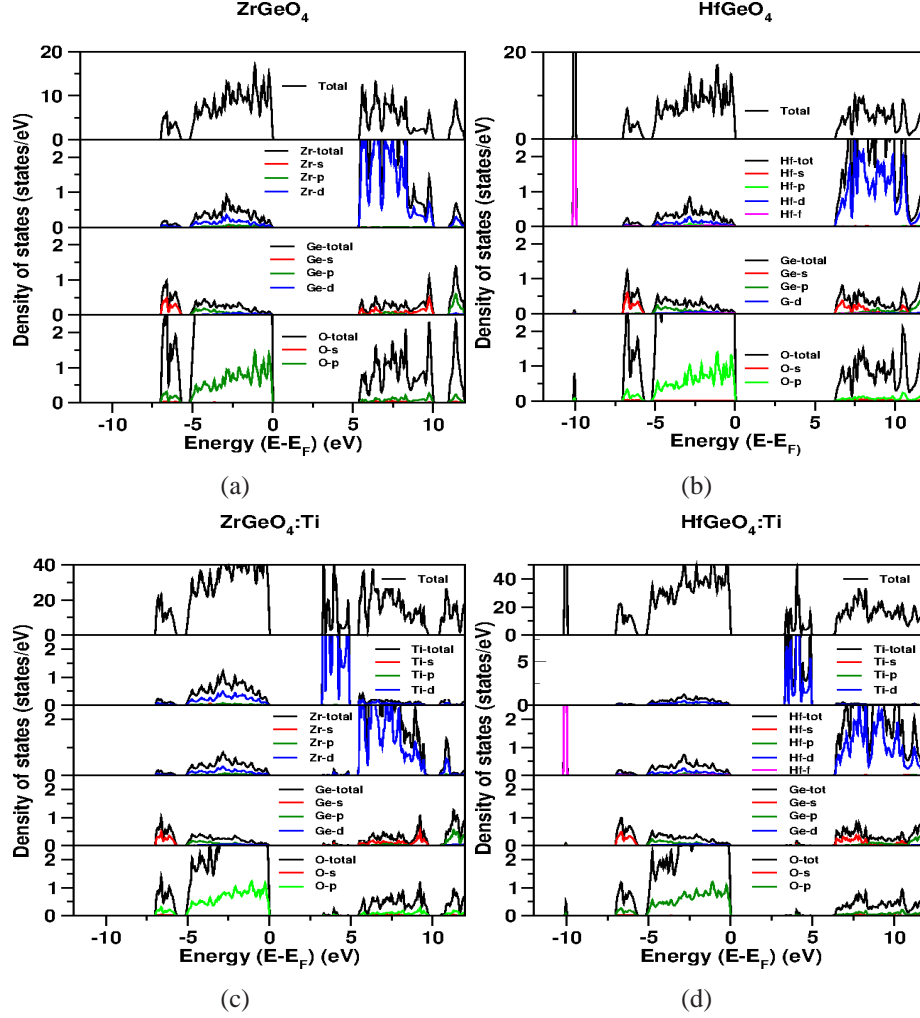 ZrGeO4
Density of states (states/eV)
20
10
0
Total
2
1
0
Zr-total
Zr-s
Zr-p
Zr-d
2
1
0
Ge-total
Ge-s
Ge-p
Ge-d
2
1
0
O-total
O-s
O-p
-10 -5 0 5 10
Energy (E-EF) (eV)
(a)
HfGeO4
Density of states (states/eV)
20
10
0
Total
2
1
0
Hf-tot
Hf-s
Hf-p
Hf-d
Hf-f
2
1
0
Ge-total
Ge-s
Ge-p
G-d
2
1
0
O-total
O-s
O-p
-10 -5 0 5 10
Energy (E-EF)
(b)
ZrGeO4:Ti
Density of states (states/eV)
40
20
0
Total
Ti-total
Ti-s
Ti-p
Ti-d
2
1
0
Zr-total
Zr-s
Zr-p
Zr-d
2
1
0
Ge-total
Ge-s
Ge-p
Ge-d
2
1
0
O-total
O-s
O-p
-10 -5 0 5 10
Energy (E-EF) (eV)
(c)
HfGeO4:Ti
Density of states (states/eV)
40
20
0
Total
5
Ti-total
Ti-s
Ti-p
Ti-d
2
1
0
Hf-tot
Hf-s
Hf-p
Hf-d
Hf-f
2
1
0
Ge-tot
Ge-s
Ge-p
Ge-d
2
1
0
O-tot
O-s
O-p
-10 -5 0 5 10
Energy (E-EF) (eV)
(d)